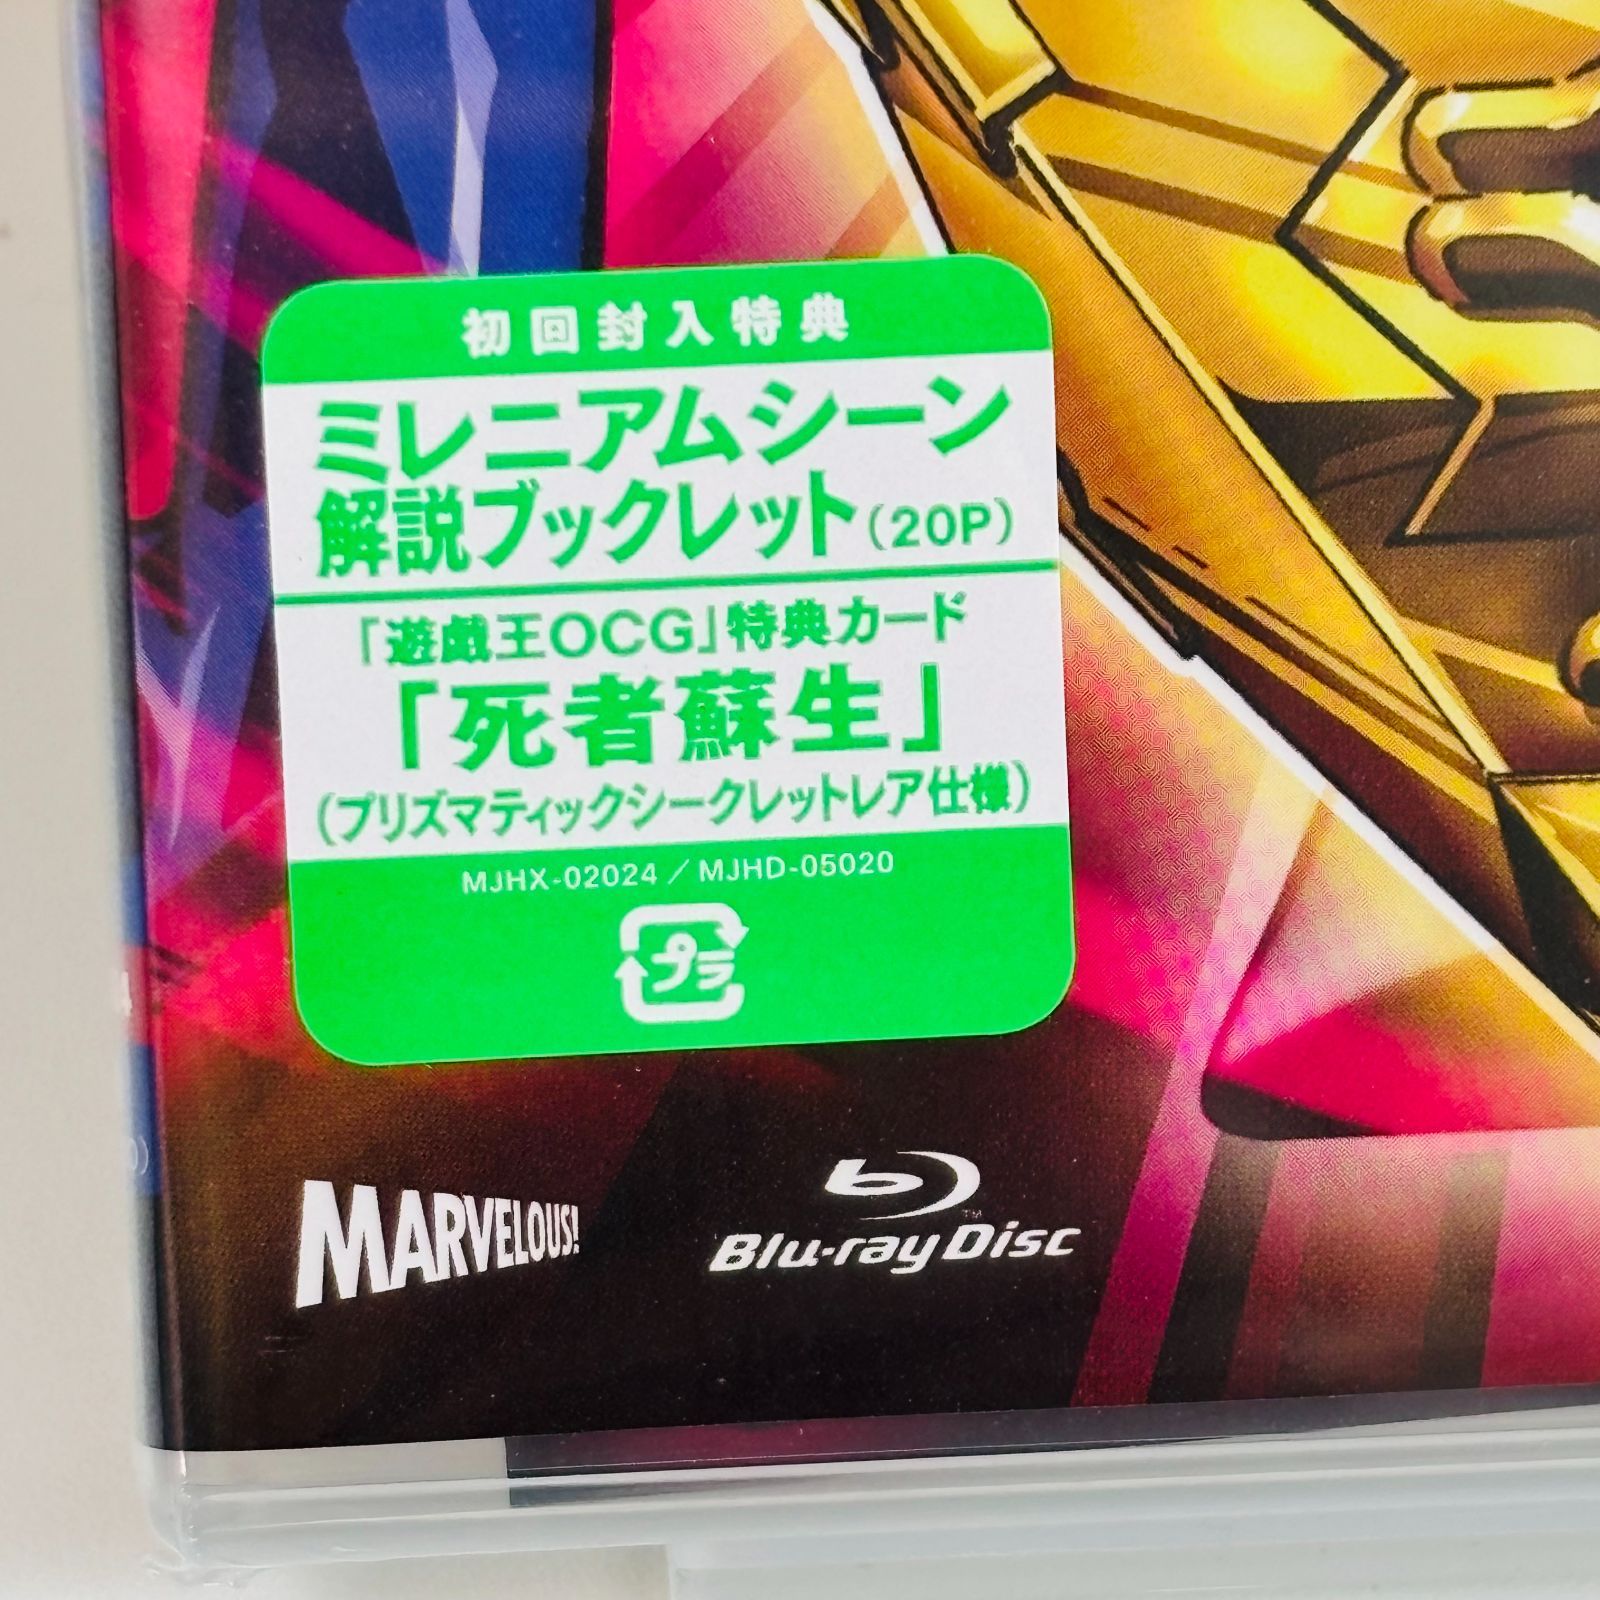 初回封入特典
ミレニアムシーン
解説ブックレット(20P)
「遊戯王OCG」特典カード
「死者蘇生」
(プリズマティックシークレットレア仕様)
MJHX-02024／MJHD-05020
プラ
MARVELOUS!
Blu-ray Disc™